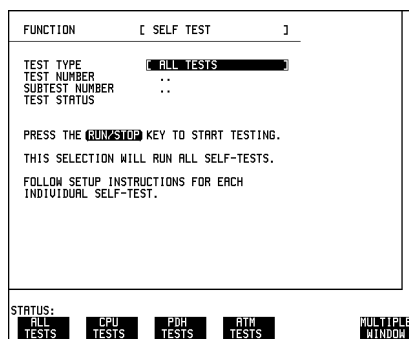 FUNCTION [ SELF TEST ]
TEST TYPE [ ALL TESTS ]
TEST NUMBER ..
SUBTEST NUMBER ..
TEST STATUS
PRESS THE RUN/STOP KEY TO START TESTING.
THIS SELECTION WILL RUN ALL SELF-TESTS.
FOLLOW SETUP INSTRUCTIONS FOR EACH
INDIVIDUAL SELF-TEST.
STATUS:
ALL CPU PDH ATM MULTIPLE
TESTS TESTS TESTS TESTS WINDOW